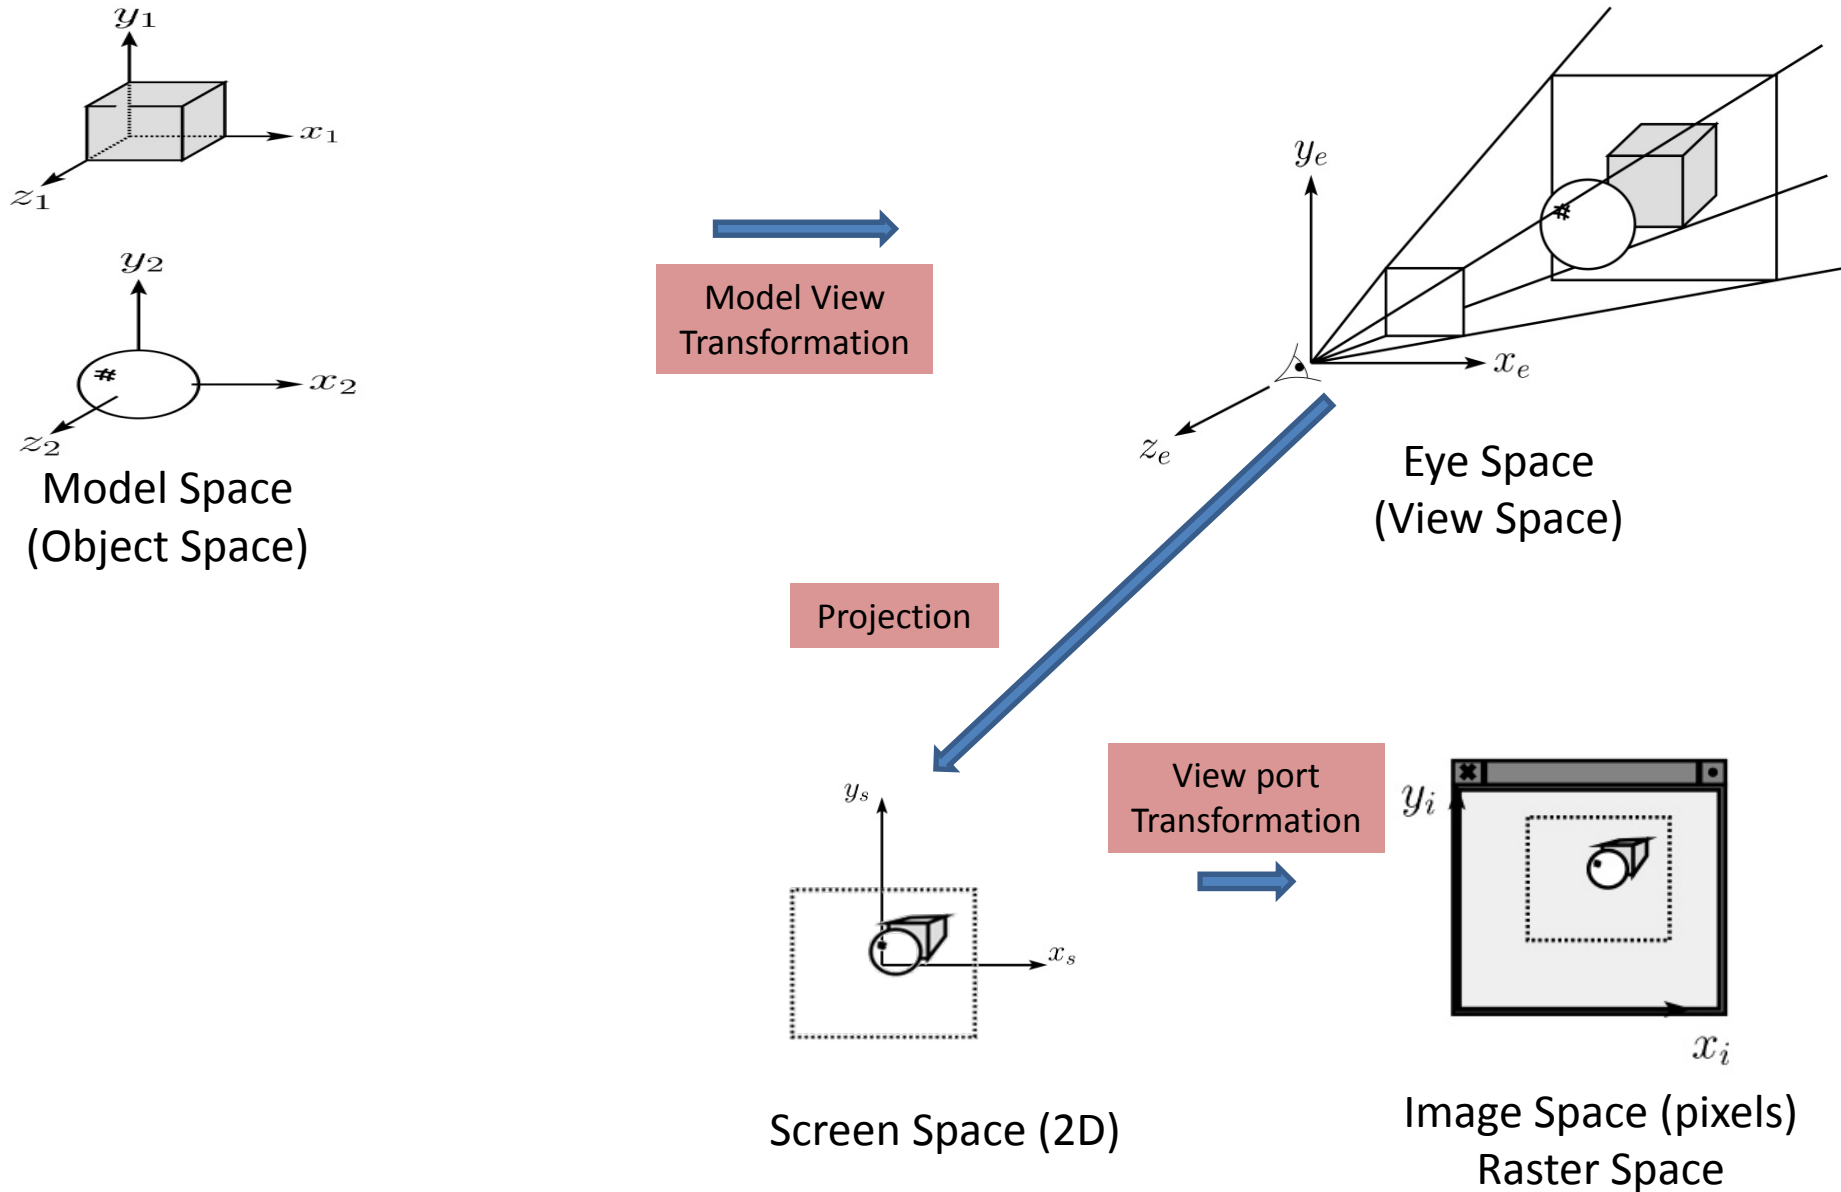 y₁
x₁
z₁
y₂
#
x₂
z₂
Model Space
(Object Space)
Model View
Transformation
yₑ
#
xₑ
zₑ
Eye Space
(View Space)
Projection
yₛ
xₛ
Screen Space (2D)
View port
Transformation
yᵢ
xᵢ
Image Space (pixels)
Raster Space